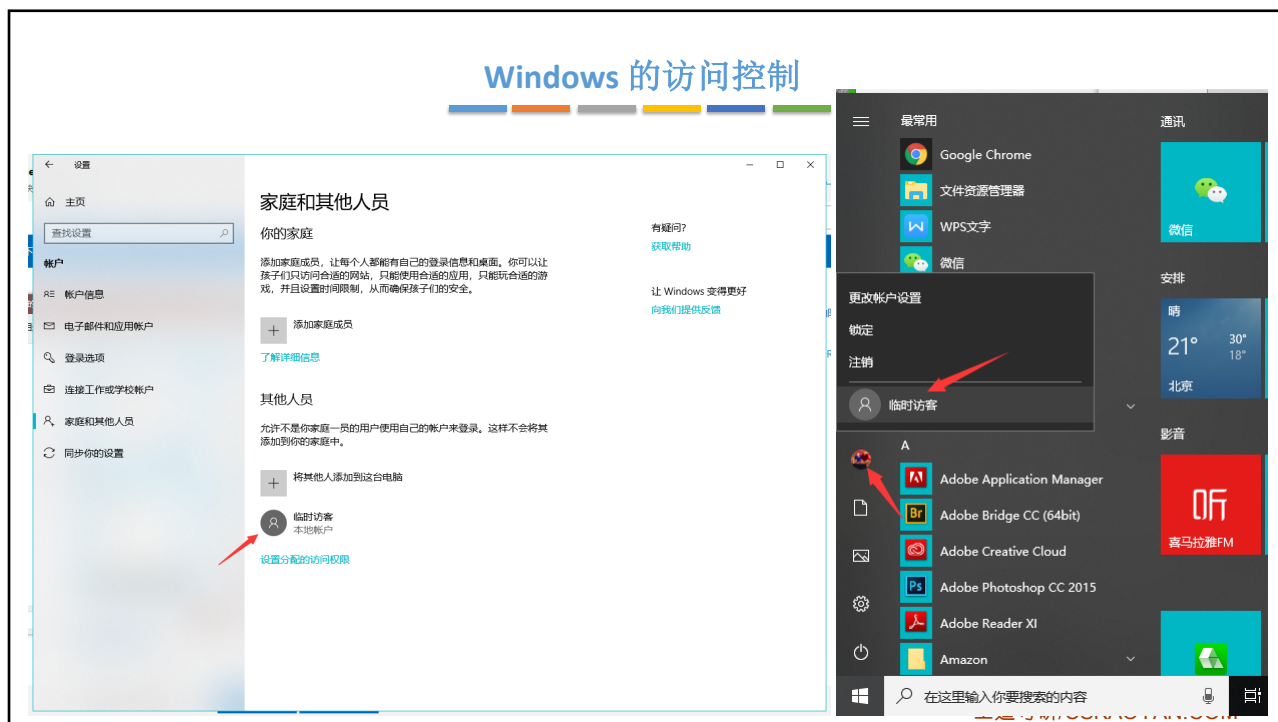 Windows 的访问控制
设置
主页
查找设置
帐户
帐户信息
电子邮件和应用帐户
登录选项
连接工作或学校帐户
家庭和其他人员
同步你的设置
家庭和其他人员
你的家庭
添加家庭成员，让每个人都能有自己的登录信息和桌面。你可以让
孩子们只访问合适的网站，只能使用合适的应用，只能玩合适的游
戏，并且设置时间限制，从而确保孩子们的安全。
添加家庭成员
了解详细信息
其他人员
允许不是你家庭一员的用户使用自己的帐户来登录。这样不会将其
添加到你的家庭中。
将其他人添加到这台电脑
临时访客
本地帐户
设置分配的访问权限
有疑问?
获取帮助
让 Windows 变得更好
向我们提供反馈
最常用
Google Chrome
文件资源管理器
WPS文字
微信
更改帐户设置
锁定
注销
临时访客
A
Adobe Application Manager
Adobe Bridge CC (64bit)
Adobe Creative Cloud
Adobe Photoshop CC 2015
Adobe Reader XI
Amazon
通讯
微信
安排
晴
21° 30°
18°
北京
影音
听
喜马拉雅FM
在这里输入你要搜索的内容